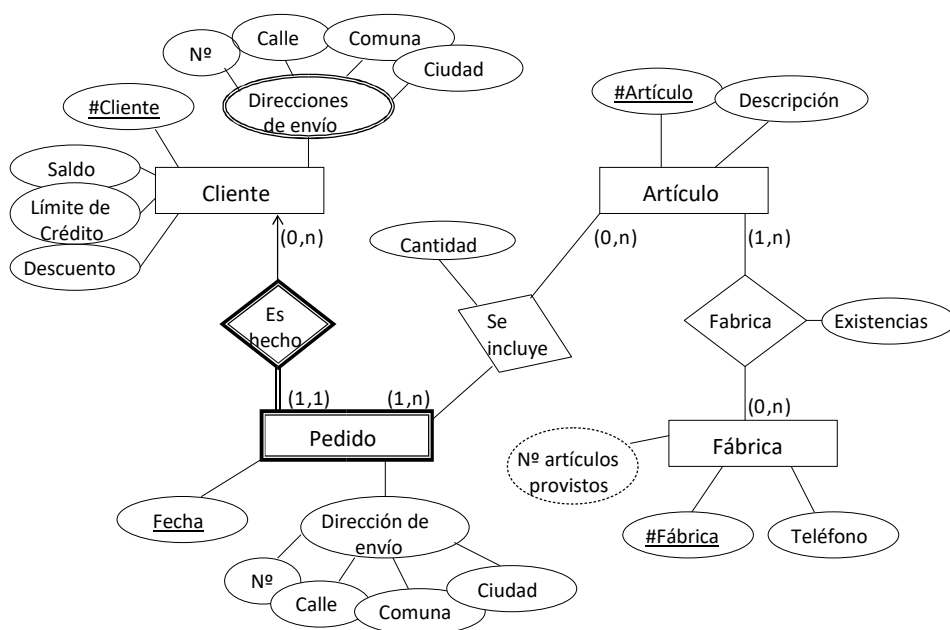 Nº
Calle
Comuna
Ciudad
Direcciones
de envío
#Cliente
Saldo
Límite de
Crédito
Descuento
Cliente
(0,n)
Es
hecho
(1,1)
(1,n)
Pedido
Fecha
Dirección de
envío
Nº
Calle
Comuna
Ciudad
Cantidad
Se
incluye
#Artículo
Descripción
Artículo
(0,n)
(1,n)
Fabrica
Existencias
(0,n)
Fábrica
Nº artículos
provistos
#Fábrica
Teléfono